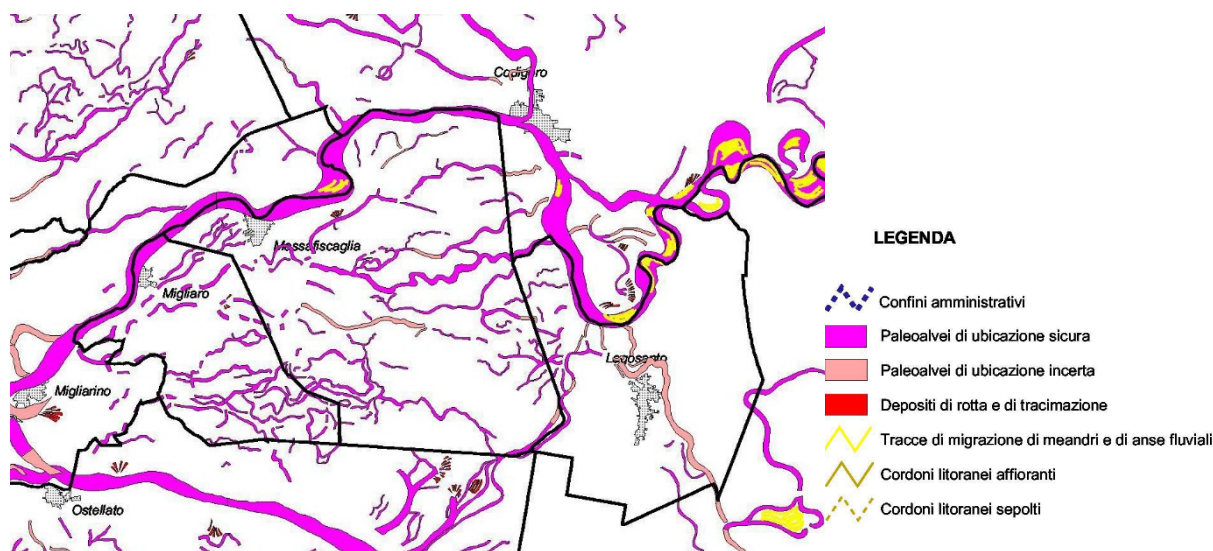 Codigoro
Massafiscaglia
Migliaro
Lagosanto
Migliarino
Ostellato
LEGENDA
Confini amministrativi
Paleoalvei di ubicazione sicura
Paleoalvei di ubicazione incerta
Depositi di rotta e di tracimazione
Tracce di migrazione di meandri e di anse fluviali
Cordoni litoranei affioranti
Cordoni litoranei sepolti